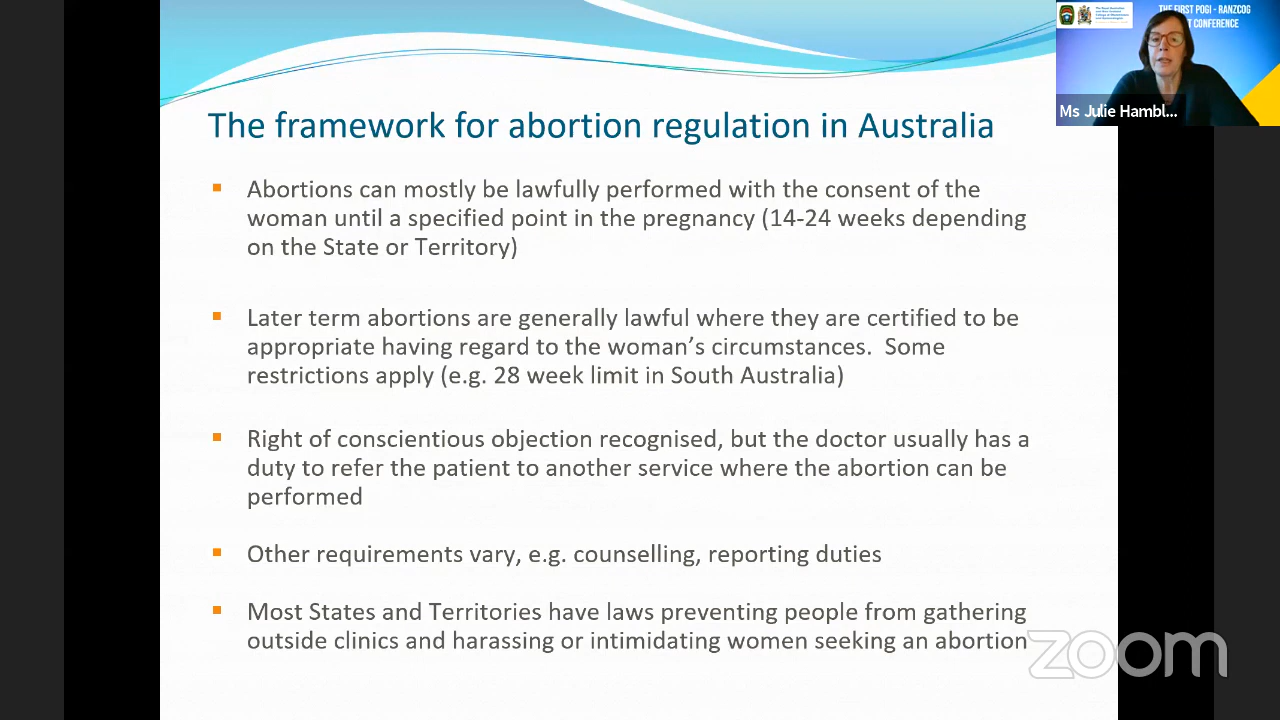 THE FIRST POGI - RANZCOG
CONFERENCE
Ms Julie Hambl...
The framework for abortion regulation in Australia
Abortions can mostly be lawfully performed with the consent of the
woman until a specified point in the pregnancy (14-24 weeks depending
on the State or Territory)
Later term abortions are generally lawful where they are certified to be
appropriate having regard to the woman’s circumstances.  Some
restrictions apply (e.g. 28 week limit in South Australia)
Right of conscientious objection recognised, but the doctor usually has a
duty to refer the patient to another service where the abortion can be
performed
Other requirements vary, e.g. counselling, reporting duties
Most States and Territories have laws preventing people from gathering
outside clinics and harassing or intimidating women seeking an abortion
zoom